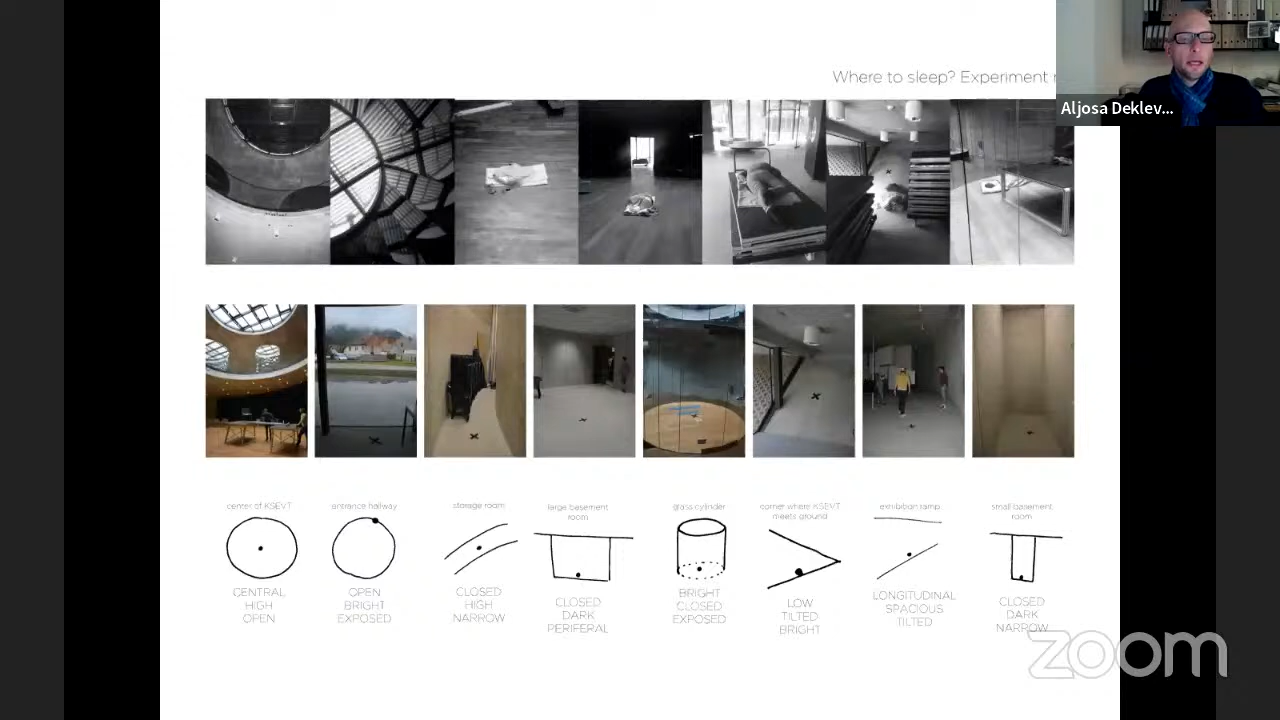 Where to sleep? Experiment
Aljosa Deklev...
center of KSEVT
entrance hallway
storage room
large basement
room
glass cylinder
corner where KSEVT
meets ground
exhibition ramp
small basement
room
CENTRAL
HIGH
OPEN
OPEN
BRIGHT
EXPOSED
CLOSED
HIGH
NARROW
CLOSED
DARK
PERIFERAL
BRIGHT
CLOSED
EXPOSED
LOW
TILTED
BRIGHT
LONGITUDINAL
SPACIOUS
TILTED
CLOSED
DARK
NARROW
zoom